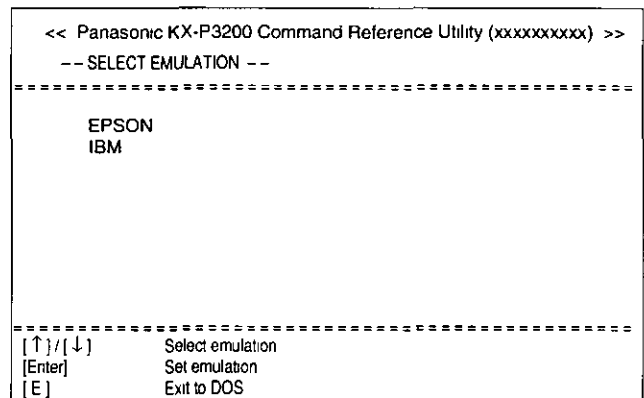 << Panasonic KX-P3200 Command Reference Utility (xxxxxxxxxx) >>
-- SELECT EMULATION --
==================================================
EPSON
IBM
==================================================
[↑]/[↓] Select emulation
[Enter] Set emulation
[E] Exit to DOS